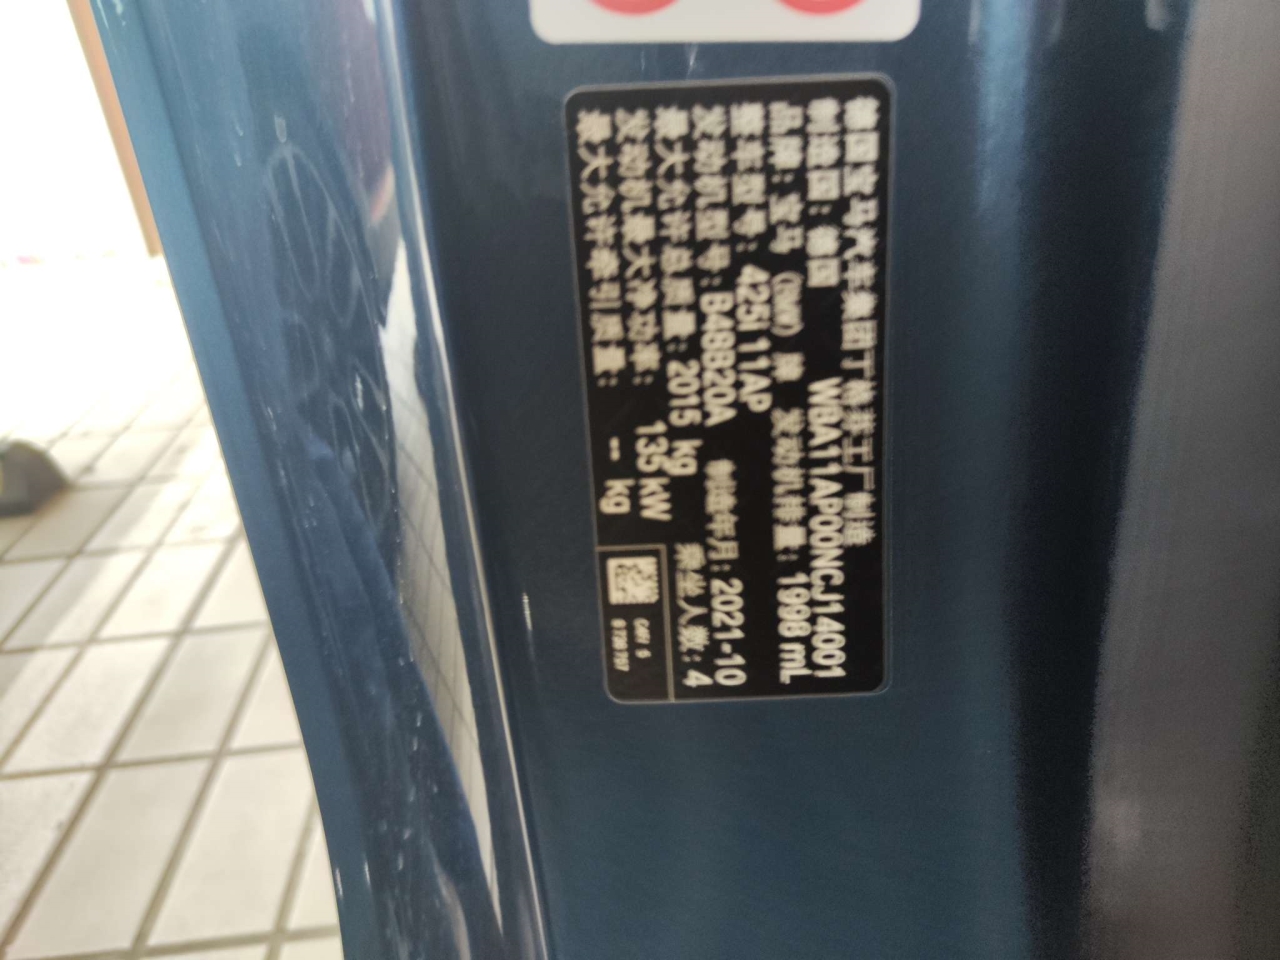 德国宝马汽车集团丁格芬工厂制造
制造国：德国 WBA11AP00NCJ14001
品牌：宝马 (BMW) 牌 发动机排量：1998 mL
整车型号：425I 11AP
发动机型号：B48B20A 制造年月：2021-10
最大允许总质量：2015 kg 乘坐人数：4
发动机最大净功率：135 kW
最大允许牵引质量：-- kg